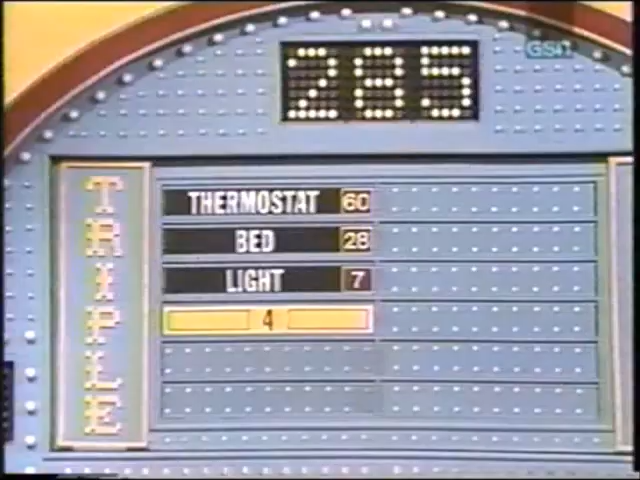 GSN
285
TRIPLE
THERMOSTAT 60
BED 28
LIGHT 7
4